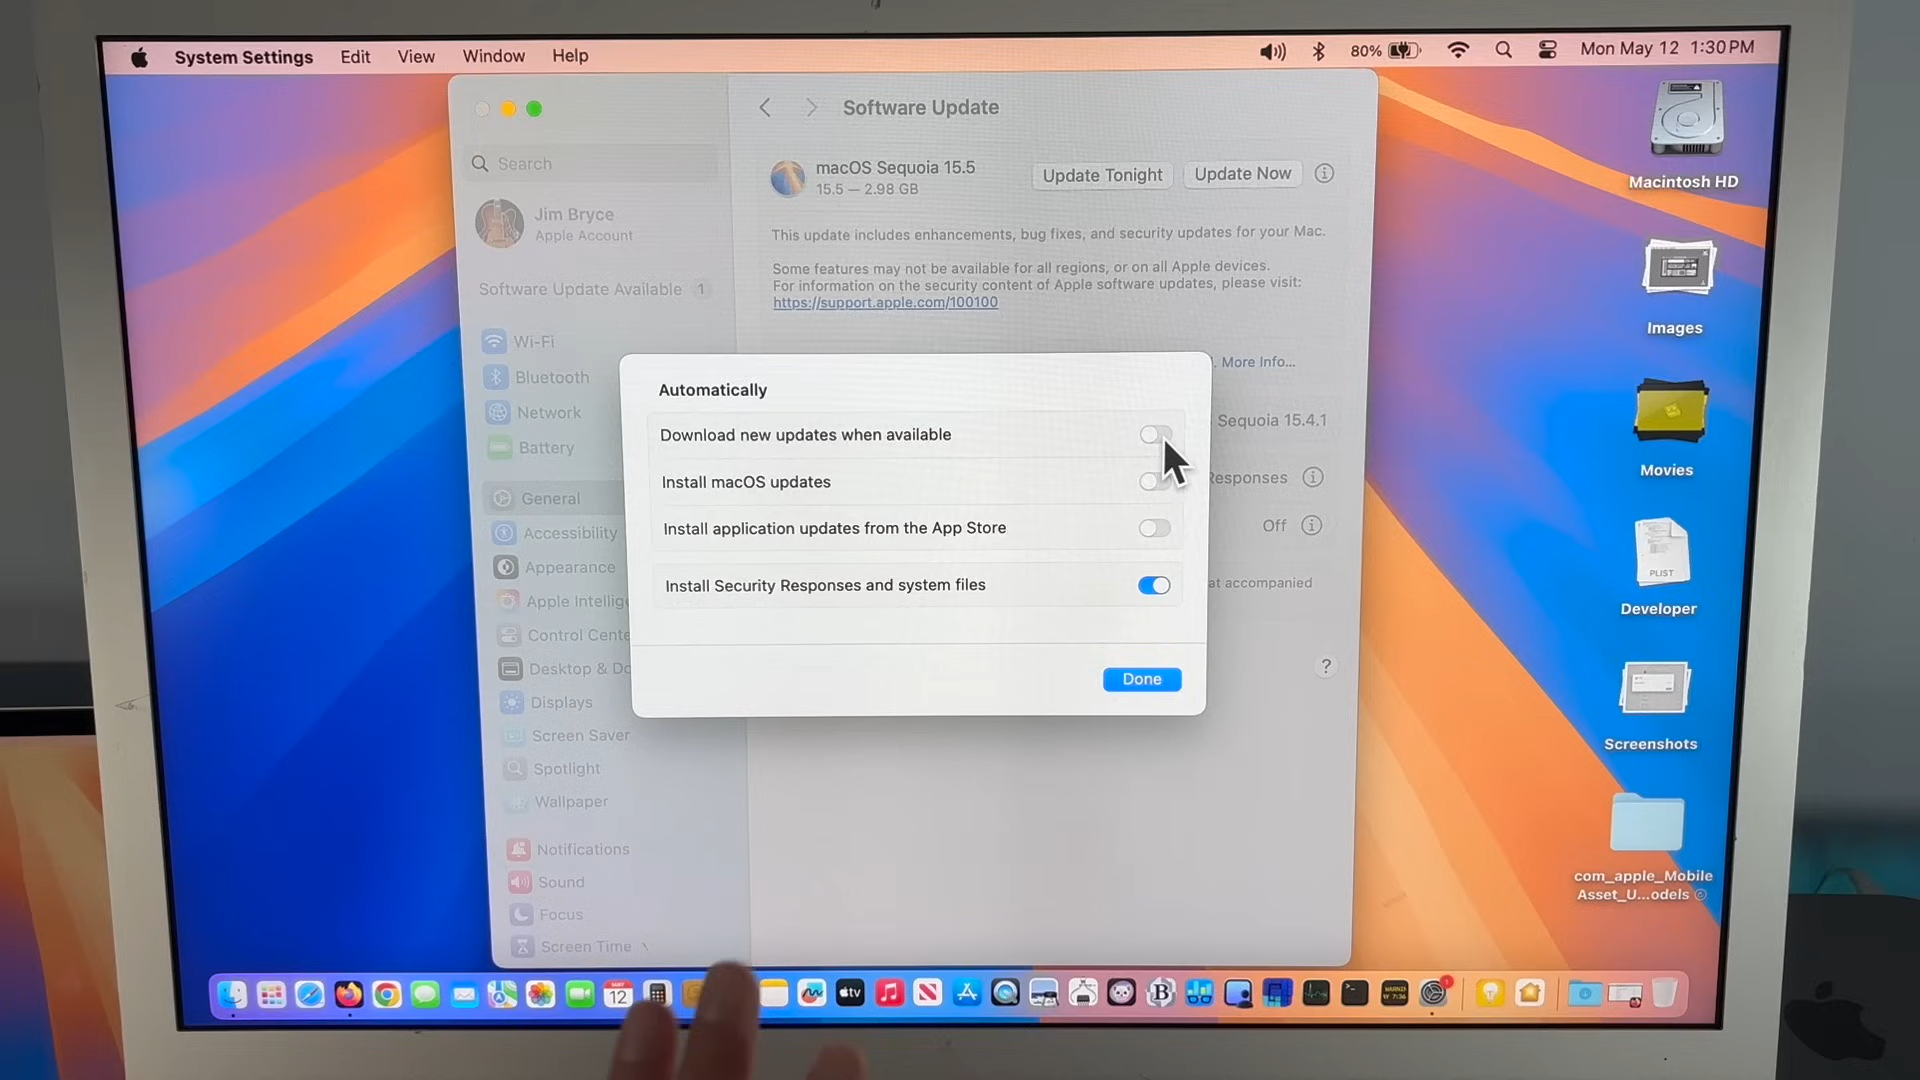 System Settings Edit View Window Help
80% Mon May 12 1:30 PM
Search
Jim Bryce
Apple Account
Software Update Available 1
Wi-Fi
Bluetooth
Network
Battery
General
Accessibility
Appearance
Apple Intellig
Control Cente
Desktop & Do
Displays
Screen Saver
Spotlight
Wallpaper
Notifications
Sound
Focus
Screen Time
Software Update
macOS Sequoia 15.5
15.5 — 2.98 GB
Update Tonight
Update Now
This update includes enhancements, bug fixes, and security updates for your Mac.
Some features may not be available for all regions, or on all Apple devices.
For information on the security content of Apple software updates, please visit:
https://support.apple.com/100100
. More Info...
Sequoia 15.4.1
Responses
Off
at accompanied
?
Automatically
Download new updates when available
Install macOS updates
Install application updates from the App Store
Install Security Responses and system files
Done
Macintosh HD
Images
Movies
PLIST
Developer
Screenshots
com_apple_Mobile
Asset_U...odels
12
tv
B
1